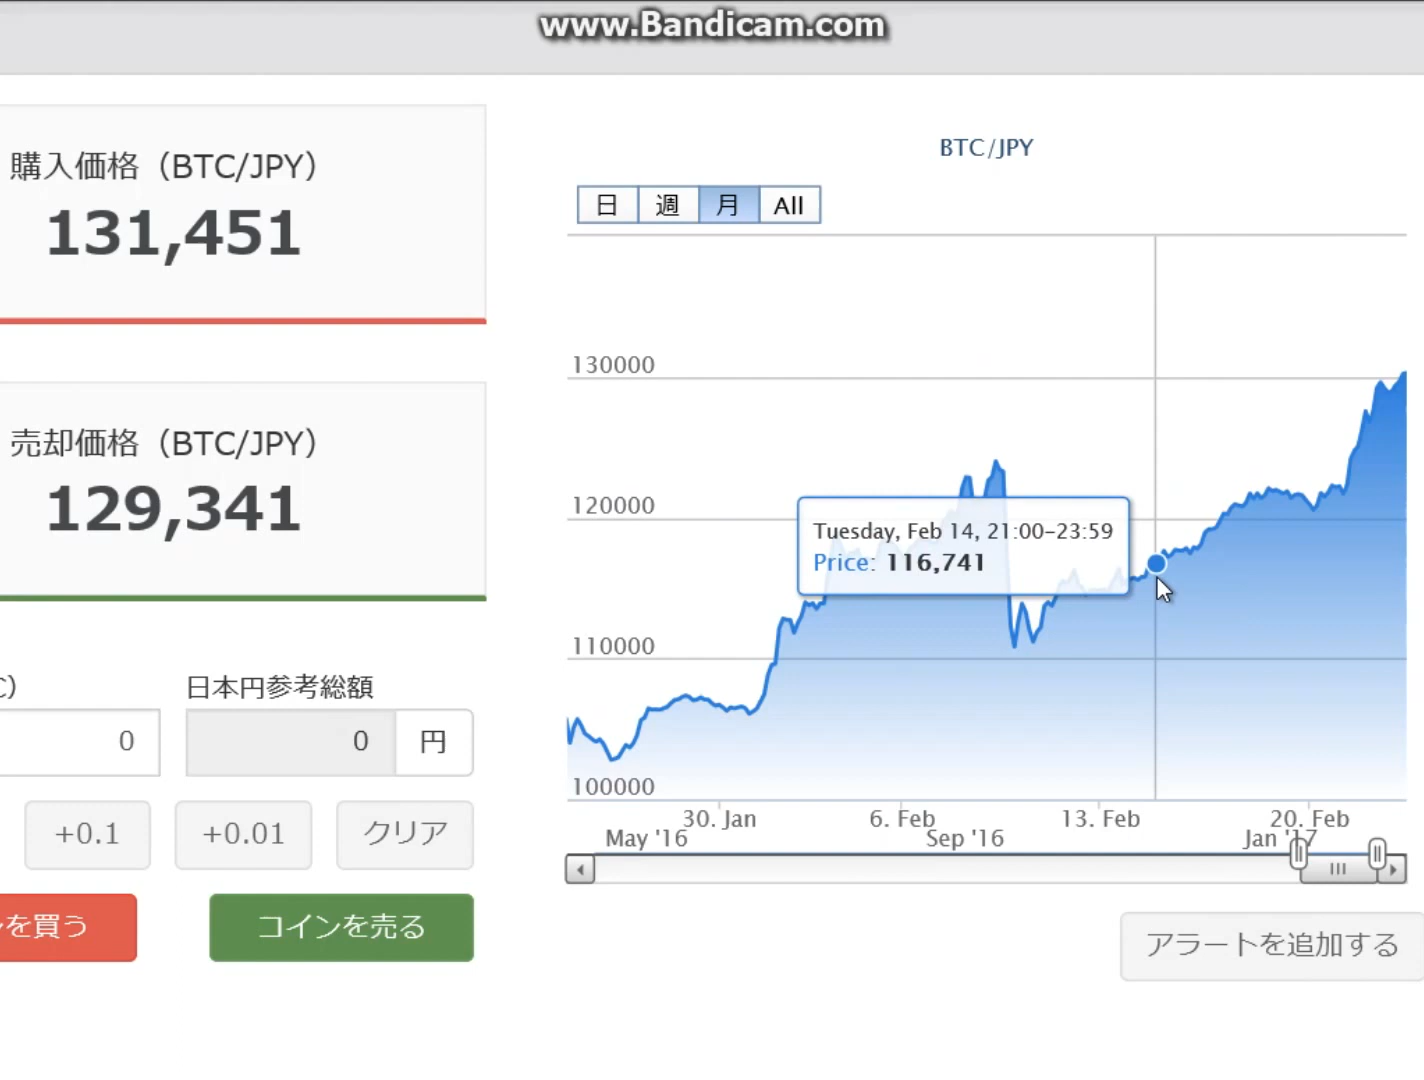 www.Bandicam.com
購入価格（BTC/JPY）
131,451
売却価格（BTC/JPY）
129,341
C）
日本円参考総額
0
0
円
+0.1
+0.01
クリア
を買う
コインを売る
BTC/JPY
日
週
月
All
130000
120000
110000
100000
Tuesday, Feb 14, 21:00-23:59
Price: 116,741
30. Jan
6. Feb
13. Feb
20. Feb
May '16
Sep '16
Jan '17
アラートを追加する